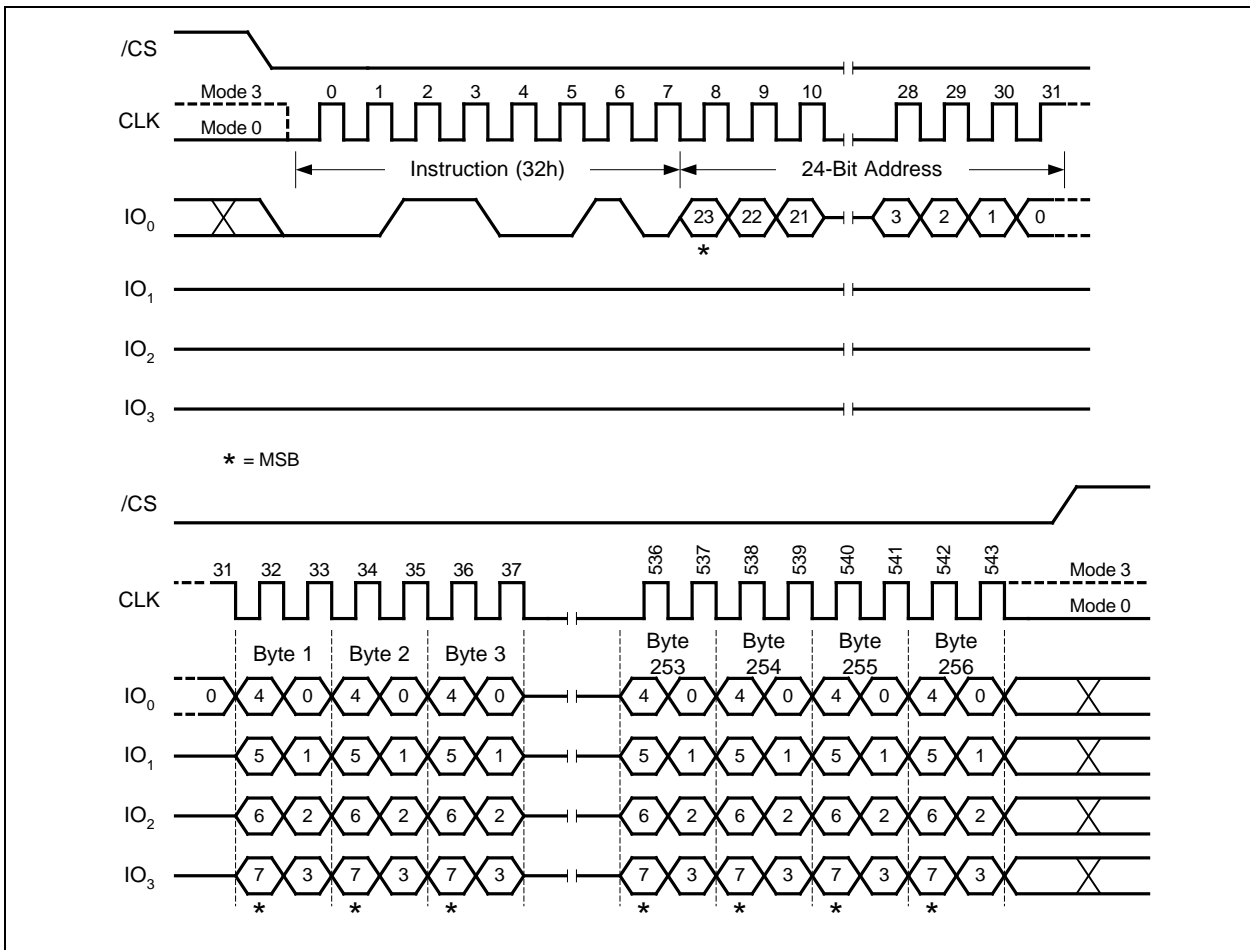 /CS
Mode 3
0 1 2 3 4 5 6 7 8 9 10 28 29 30 31
CLK
Mode 0
Instruction (32h) 24-Bit Address
IO0 23 22 21 3 2 1 0
*
IO1
IO2
IO3
* = MSB
/CS
31 32 33 34 35 36 37 536 537 538 539 540 541 542 543
Mode 3
CLK
Mode 0
Byte 1 Byte 2 Byte 3 Byte 253 Byte 254 Byte 255 Byte 256
IO0 0 4 0 4 0 4 0 4 0 4 0 4 0 4 0
IO1 5 1 5 1 5 1 5 1 5 1 5 1 5 1
IO2 6 2 6 2 6 2 6 2 6 2 6 2 6 2
IO3 7 3 7 3 7 3 7 3 7 3 7 3 7 3
* * * * * * *